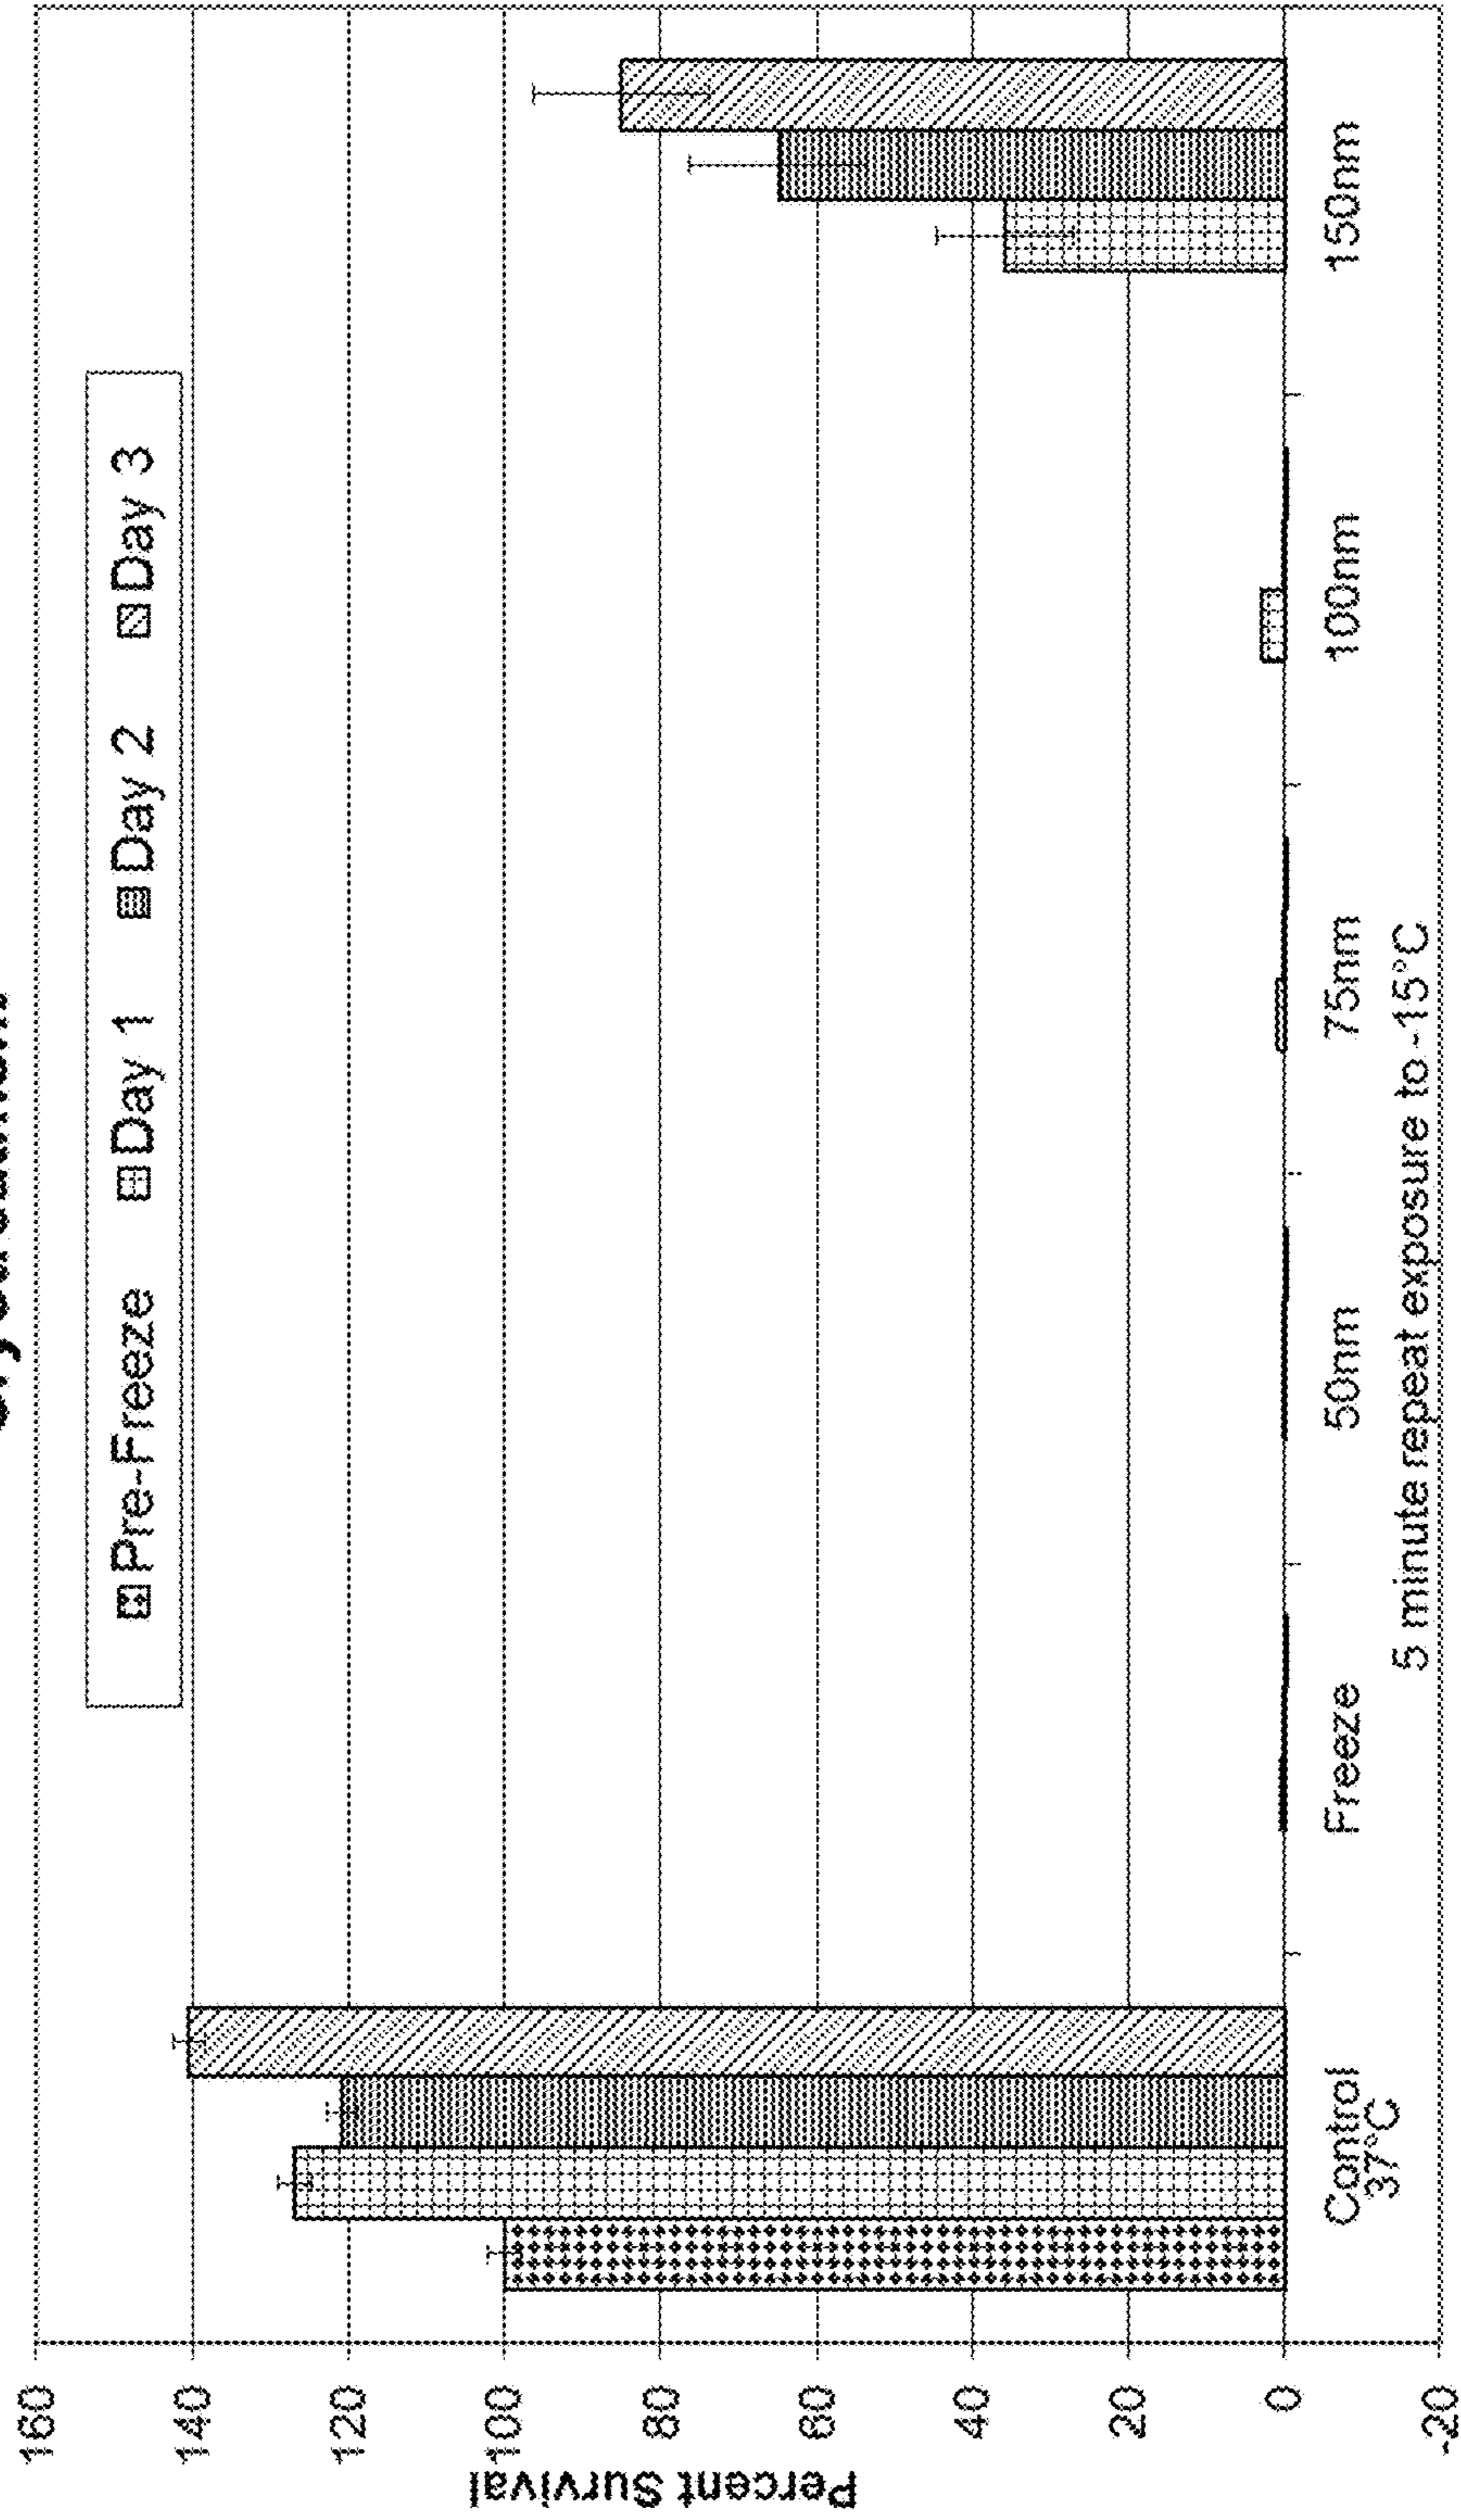 Pre-Freeze Day 1 Day 2 Day 3
160
140
120
100
80
60
40
20
0
-20
Percent Survival
Control 37°C
Freeze
50nm
75nm
100nm
150nm
5 minute repeat exposure to -15°C